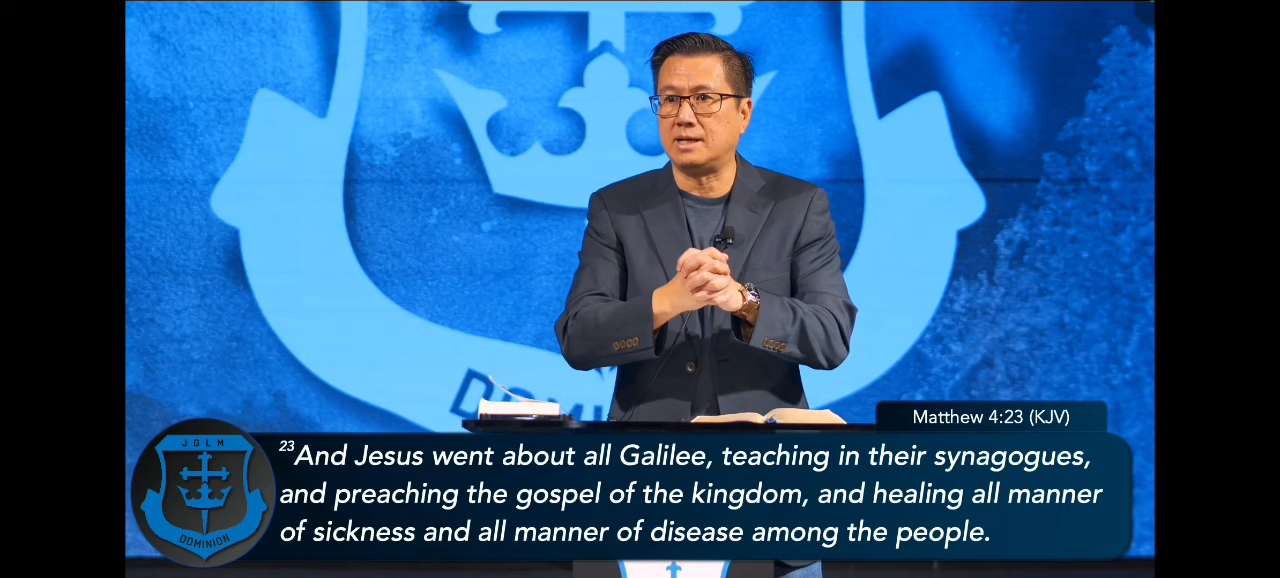 DOMIN
Matthew 4:23 (KJV)
23And Jesus went about all Galilee, teaching in their synagogues,
and preaching the gospel of the kingdom, and healing all manner
of sickness and all manner of disease among the people.
JGLM
DOMINION